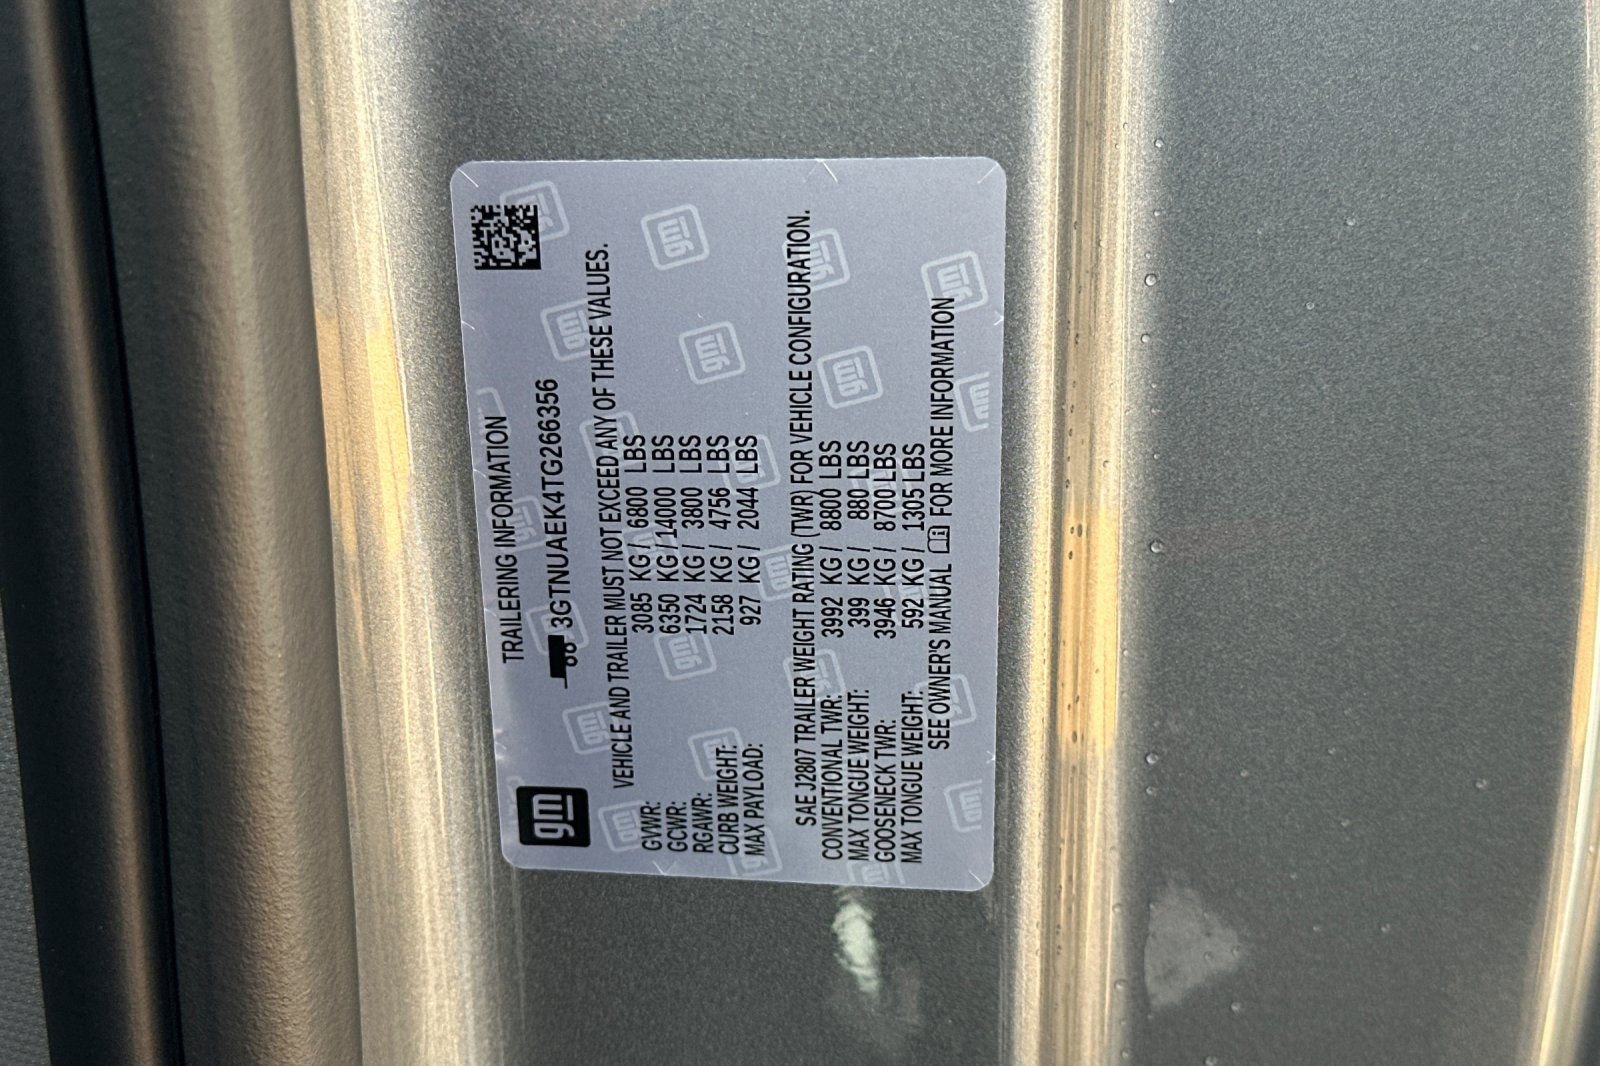 TRAILERING INFORMATION
gm
3GTNUAEK4TG266356
VEHICLE AND TRAILER MUST NOT EXCEED ANY OF THESE VALUES.
GVWR: 3085 KG / 6800 LBS
GCWR: 6350 KG / 14000 LBS
RGAWR: 1724 KG / 3800 LBS
CURB WEIGHT: 2158 KG / 4756 LBS
MAX PAYLOAD: 927 KG / 2044 LBS
SAE J2807 TRAILER WEIGHT RATING (TWR) FOR VEHICLE CONFIGURATION.
CONVENTIONAL TWR: 3992 KG / 8800 LBS
MAX TONGUE WEIGHT: 399 KG / 880 LBS
GOOSENECK TWR: 3946 KG / 8700 LBS
MAX TONGUE WEIGHT: 592 KG / 1305 LBS
SEE OWNER'S MANUAL FOR MORE INFORMATION